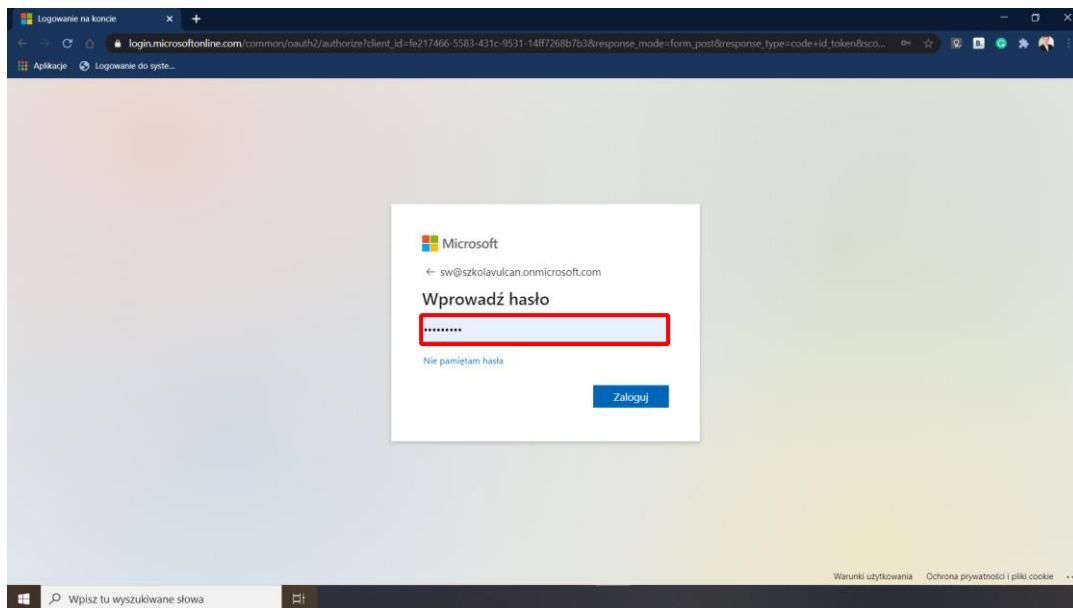 Logowanie na koncie
login.microsoftonline.com/common/oauth2/authorize?client_id=fe217466-5583-431c-9531-14ff7268b7b3&response_mode=form_post&response_type=code+id_token&sco...
Aplikacje Logowanie do syste...
Microsoft
← sw@szkolavulcan.onmicrosoft.com
Wprowadź hasło
•••••••••
Nie pamiętam hasła
Zaloguj
Warunki użytkowania Ochrona prywatności i pliki cookie
Wpisz tu wyszukiwane słowa